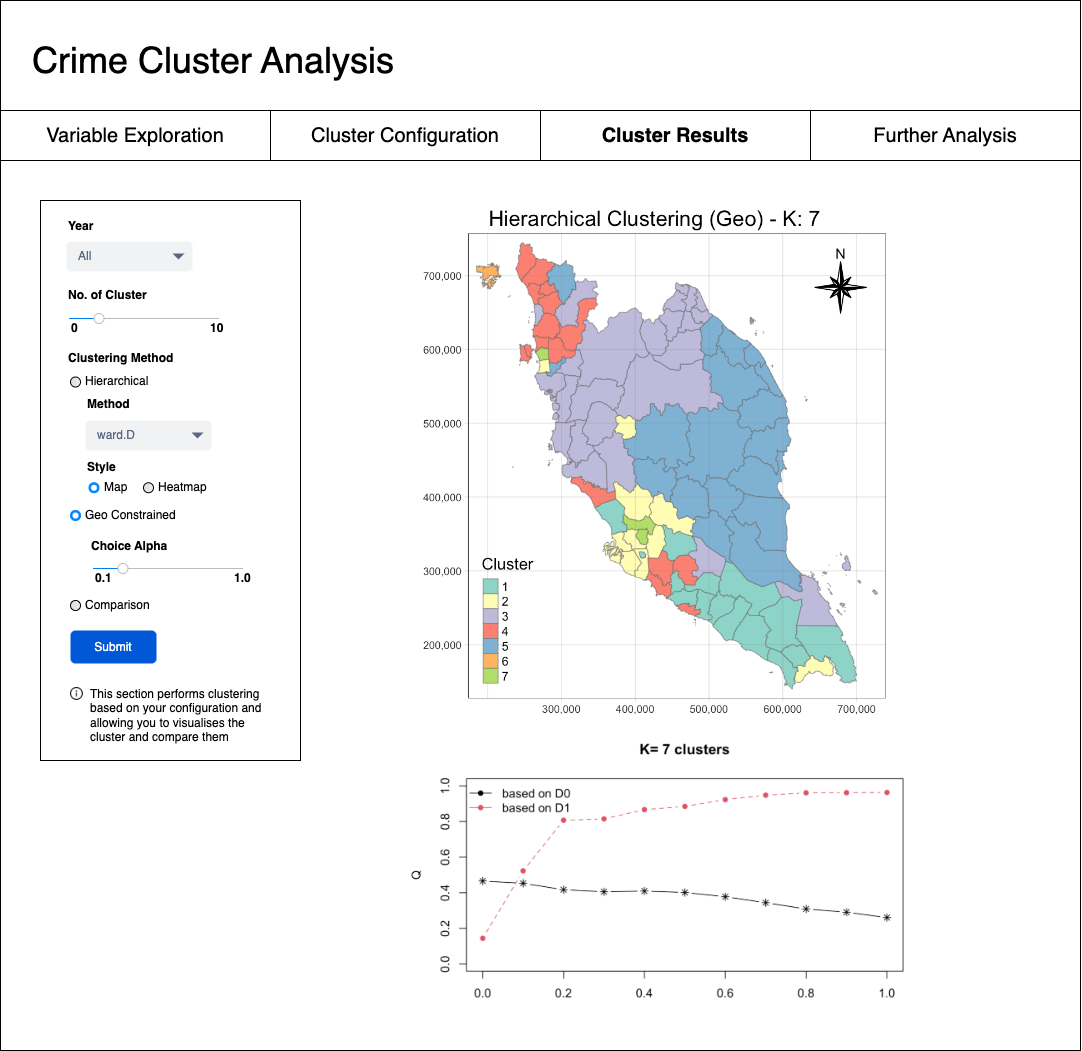 Crime Cluster Analysis
Variable Exploration
Cluster Configuration
Cluster Results
Further Analysis
Year
All
No. of Cluster
0 10
Clustering Method
Hierarchical
Method
ward.D
Style
Map Heatmap
Geo Constrained
Choice Alpha
0.1 1.0
Comparison
Submit
This section performs clustering
based on your configuration and
allowing you to visualises the
cluster and compare them
Hierarchical Clustering (Geo) - K: 7
N
700,000
600,000
500,000
400,000
300,000
200,000
Cluster
1
2
3
4
5
6
7
300,000 400,000 500,000 600,000 700,000
K= 7 clusters
based on D0
based on D1
Q
1.0
0.8
0.6
0.4
0.2
0.0
0.0 0.2 0.4 0.6 0.8 1.0